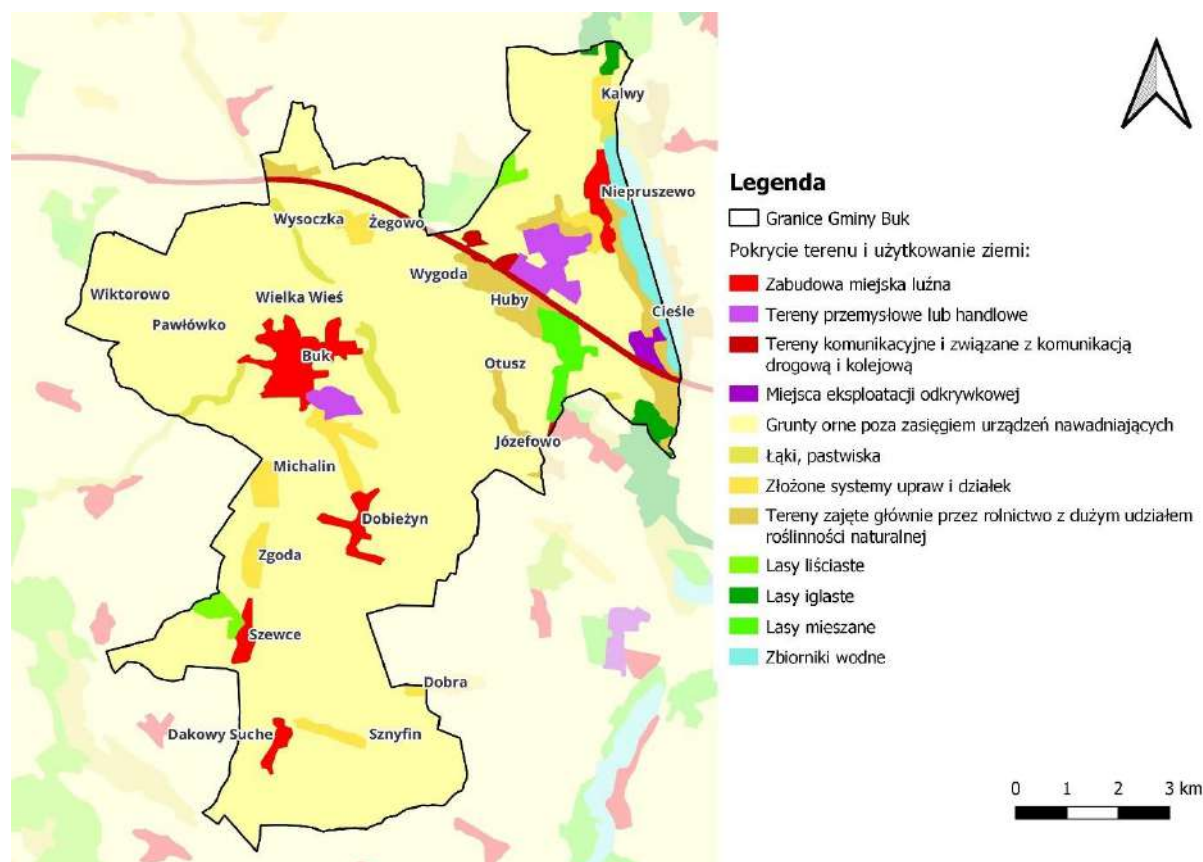 Kalwy
Niepruszewo
Wysoczka
Żegowo
Wygoda
Wiktorowo
Wielka Wieś
Huby
Cieśle
Pawłówko
Buk
Otusz
Józefowo
Michalin
Dobieżyn
Zgoda
Szewce
Dobra
Dakowy Suche
Sznyfin
Legenda
Granice Gminy Buk
Pokrycie terenu i użytkowanie ziemi:
Zabudowa miejska luźna
Tereny przemysłowe lub handlowe
Tereny komunikacyjne i związane z komunikacją
drogową i kolejową
Miejsca eksploatacji odkrywkowej
Grunty orne poza zasięgiem urządzeń nawadniających
Łąki, pastwiska
Złożone systemy upraw i działek
Tereny zajęte głównie przez rolnictwo z dużym udziałem
roślinności naturalnej
Lasy liściaste
Lasy iglaste
Lasy mieszane
Zbiorniki wodne
0 1 2 3 km